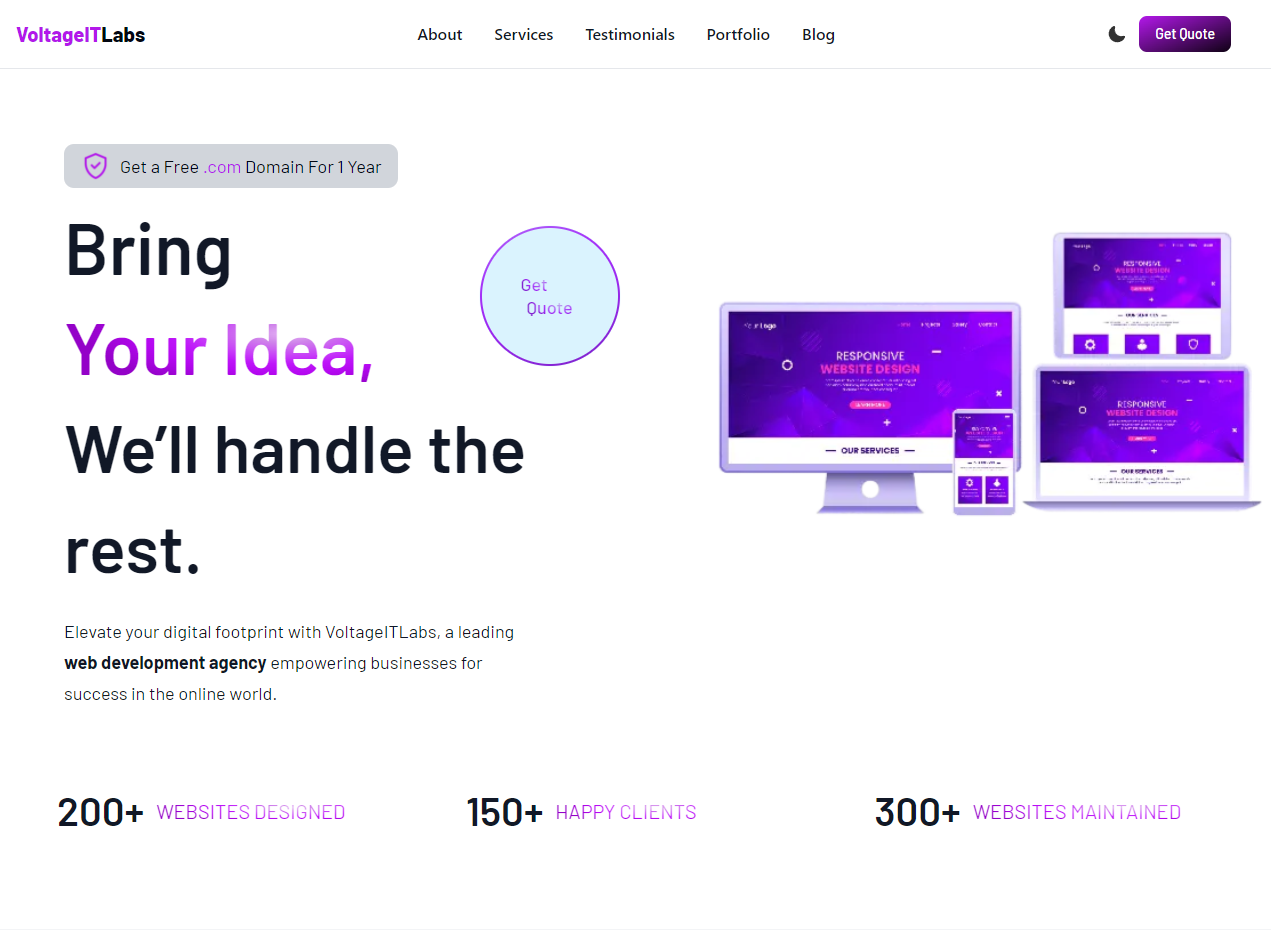 VoltageITLabs
About Services Testimonials Portfolio Blog
Get Quote
Get a Free .com Domain For 1 Year
Bring
Your Idea,
We’ll handle the
rest.
Get
Quote
Elevate your digital footprint with VoltageITLabs, a leading
web development agency empowering businesses for
success in the online world.
RESPONSIVE
WEBSITE DESIGN
OUR SERVICES
RESPONSIVE
WEBSITE DESIGN
OUR SERVICES
RESPONSIVE
WEBSITE DESIGN
OUR SERVICES
200+ WEBSITES DESIGNED
150+ HAPPY CLIENTS
300+ WEBSITES MAINTAINED